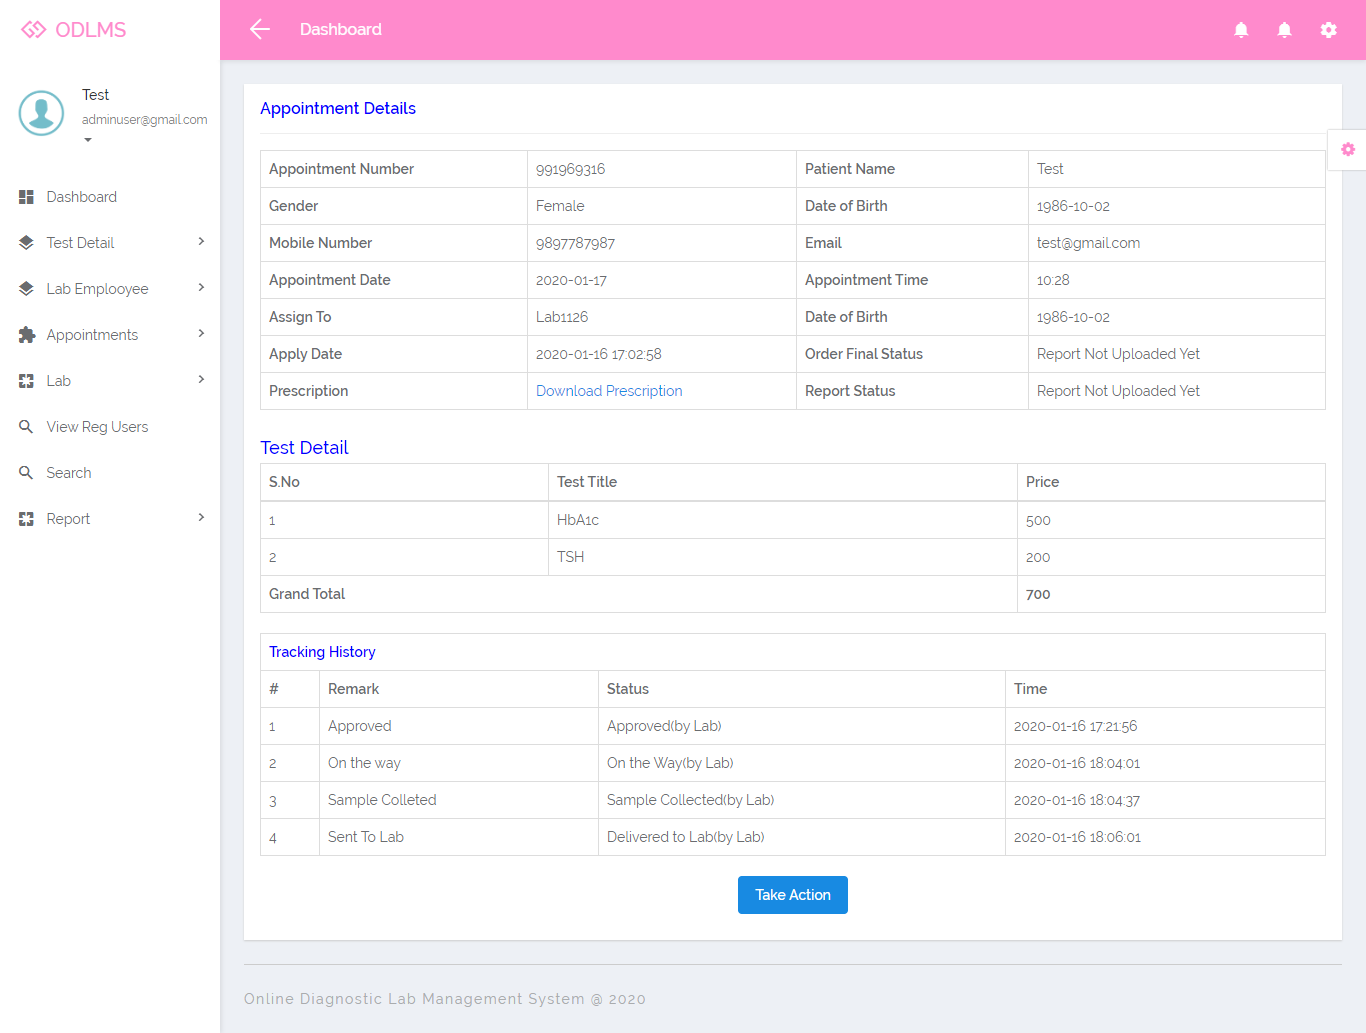 ODLMS
Dashboard
Test
adminuser@gmail.com
Dashboard
Test Detail
Lab Emplooyee
Appointments
Lab
View Reg Users
Search
Report
Appointment Details
Appointment Number 991969316 Patient Name Test
Gender Female Date of Birth 1986-10-02
Mobile Number 9897787987 Email test@gmail.com
Appointment Date 2020-01-17 Appointment Time 10:28
Assign To Lab1126 Date of Birth 1986-10-02
Apply Date 2020-01-16 17:02:58 Order Final Status Report Not Uploaded Yet
Prescription Download Prescription Report Status Report Not Uploaded Yet
Test Detail
S.No Test Title Price
1 HbA1c 500
2 TSH 200
Grand Total 700
Tracking History
# Remark Status Time
1 Approved Approved(by Lab) 2020-01-16 17:21:56
2 On the way On the Way(by Lab) 2020-01-16 18:04:01
3 Sample Colleted Sample Collected(by Lab) 2020-01-16 18:04:37
4 Sent To Lab Delivered to Lab(by Lab) 2020-01-16 18:06:01
Take Action
Online Diagnostic Lab Management System @ 2020